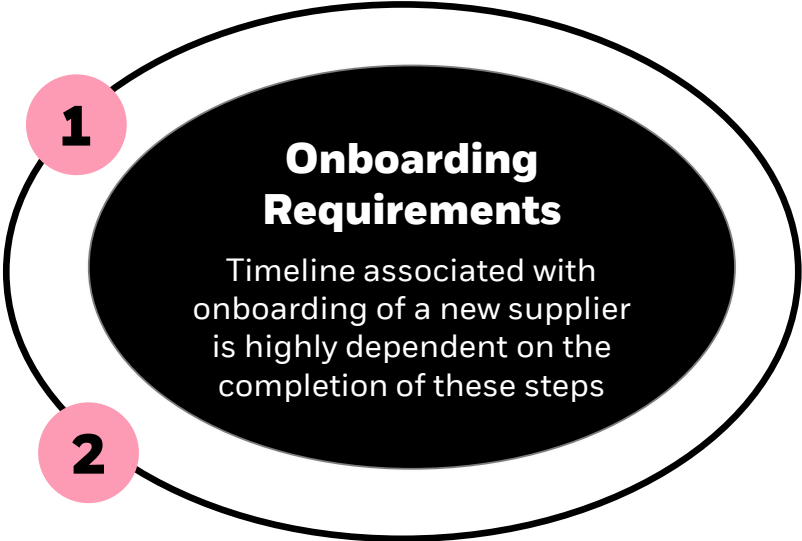 1
Onboarding
Requirements
Timeline associated with
onboarding of a new supplier
is highly dependent on the
completion of these steps
2